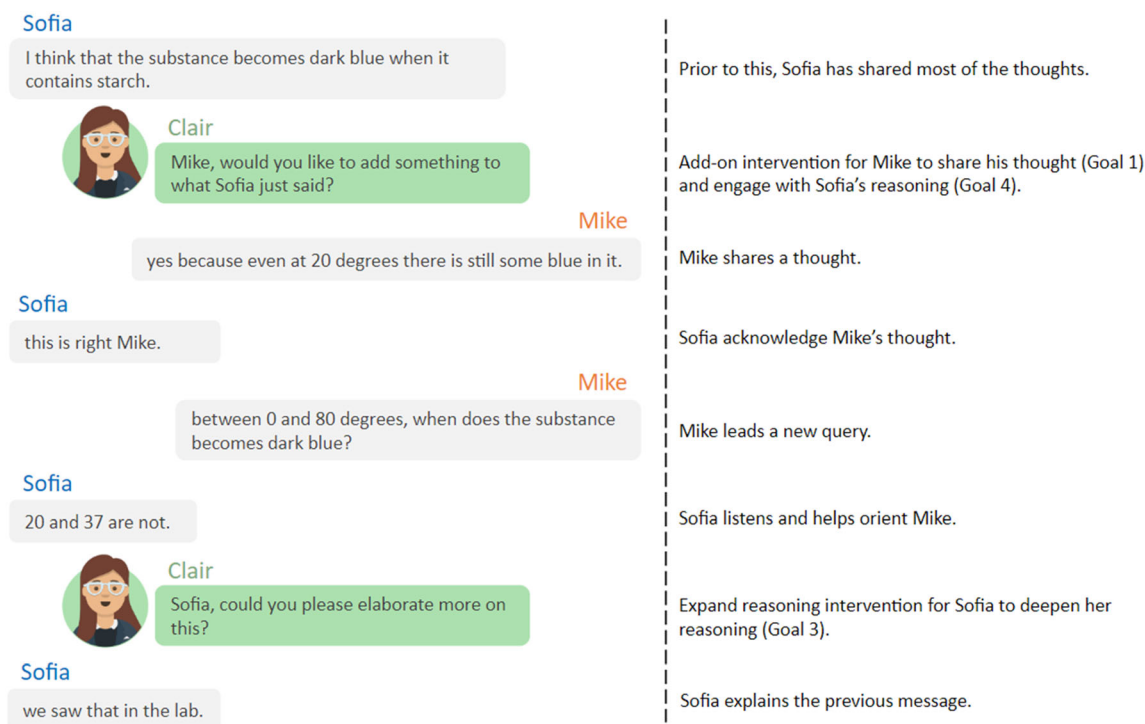 Sofia
I think that the substance becomes dark blue when it
contains starch.
Prior to this, Sofia has shared most of the thoughts.
Clair
Mike, would you like to add something to
what Sofia just said?
Add-on intervention for Mike to share his thought (Goal 1)
and engage with Sofia's reasoning (Goal 4).
Mike
yes because even at 20 degrees there is still some blue in it.
Mike shares a thought.
Sofia
this is right Mike.
Sofia acknowledge Mike's thought.
Mike
between 0 and 80 degrees, when does the substance
becomes dark blue?
Mike leads a new query.
Sofia
20 and 37 are not.
Sofia listens and helps orient Mike.
Clair
Sofia, could you please elaborate more on
this?
Expand reasoning intervention for Sofia to deepen her
reasoning (Goal 3).
Sofia
we saw that in the lab.
Sofia explains the previous message.